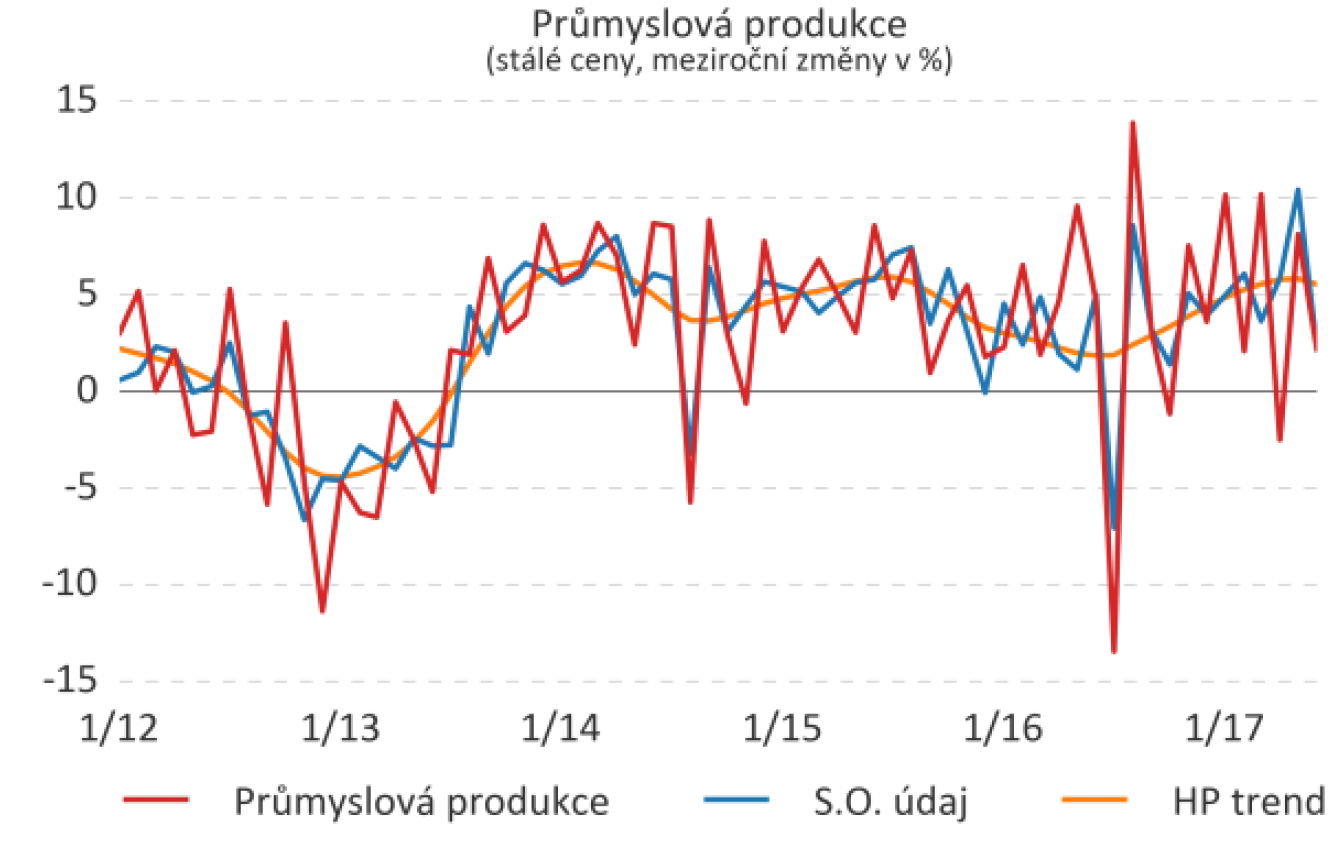 Průmyslová produkce
(stálé ceny, meziroční změny v %)
15
10
5
0
-5
-10
-15
1/12 1/13 1/14 1/15 1/16 1/17
Průmyslová produkce S.O. údaj HP trend